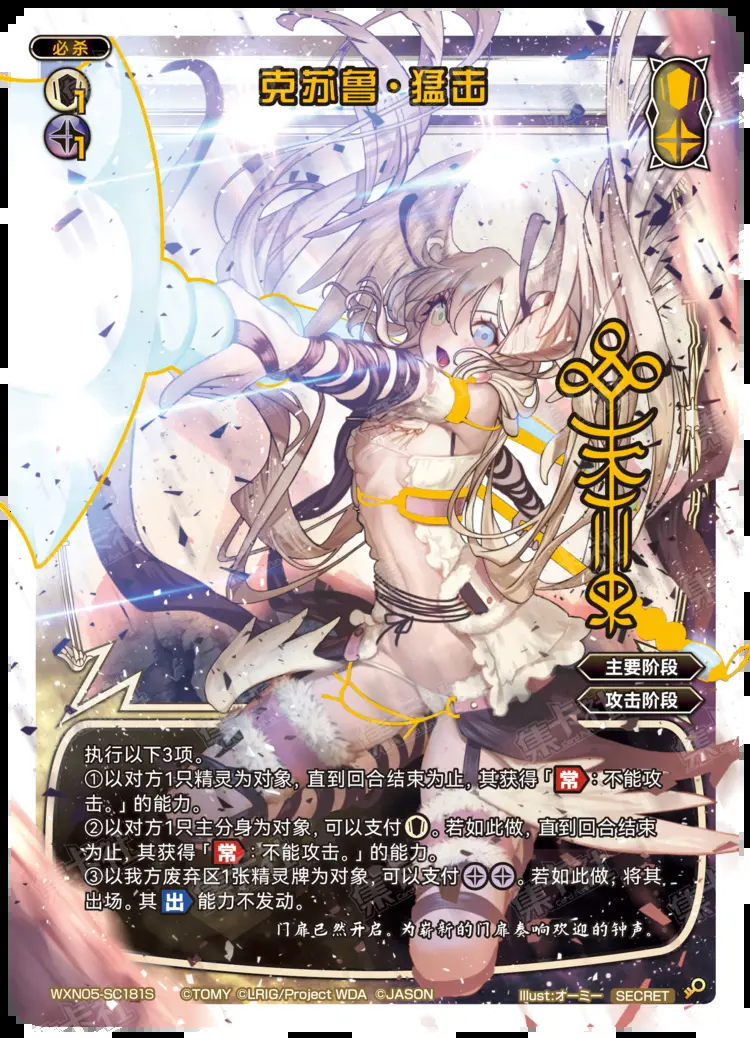 必杀
1
1
克苏鲁·猛击
主要阶段
攻击阶段
执行以下3项。
①以对方1只精灵为对象，直到回合结束为止，其获得「常：不能攻
击。」的能力。
②以对方1只主分身为对象，可以支付。若如此做，直到回合结束
为止，其获得「常：不能攻击。」的能力。
③以我方废弃区1张精灵牌为对象，可以支付。若如此做，将其
出场。其出能力不发动。
门扉已然开启。为崭新的门扉奏响欢迎的钟声。
WXN05-SC181S ©TOMY ©LRIG/Project WDA ©JASON Illust:オーミー SECRET